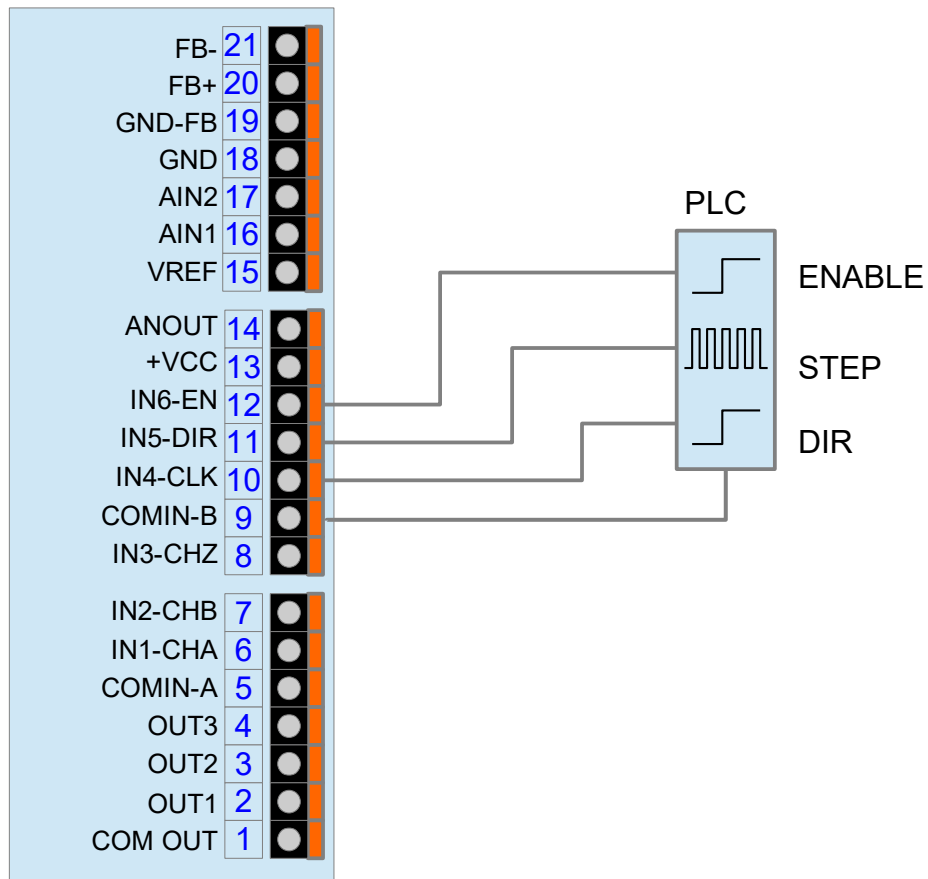 FB- 21
FB+ 20
GND-FB 19
GND 18
AIN2 17
AIN1 16
VREF 15
ANOUT 14
+VCC 13
IN6-EN 12
IN5-DIR 11
IN4-CLK 10
COMIN-B 9
IN3-CHZ 8
IN2-CHB 7
IN1-CHA 6
COMIN-A 5
OUT3 4
OUT2 3
OUT1 2
COM OUT 1
PLC
ENABLE
STEP
DIR